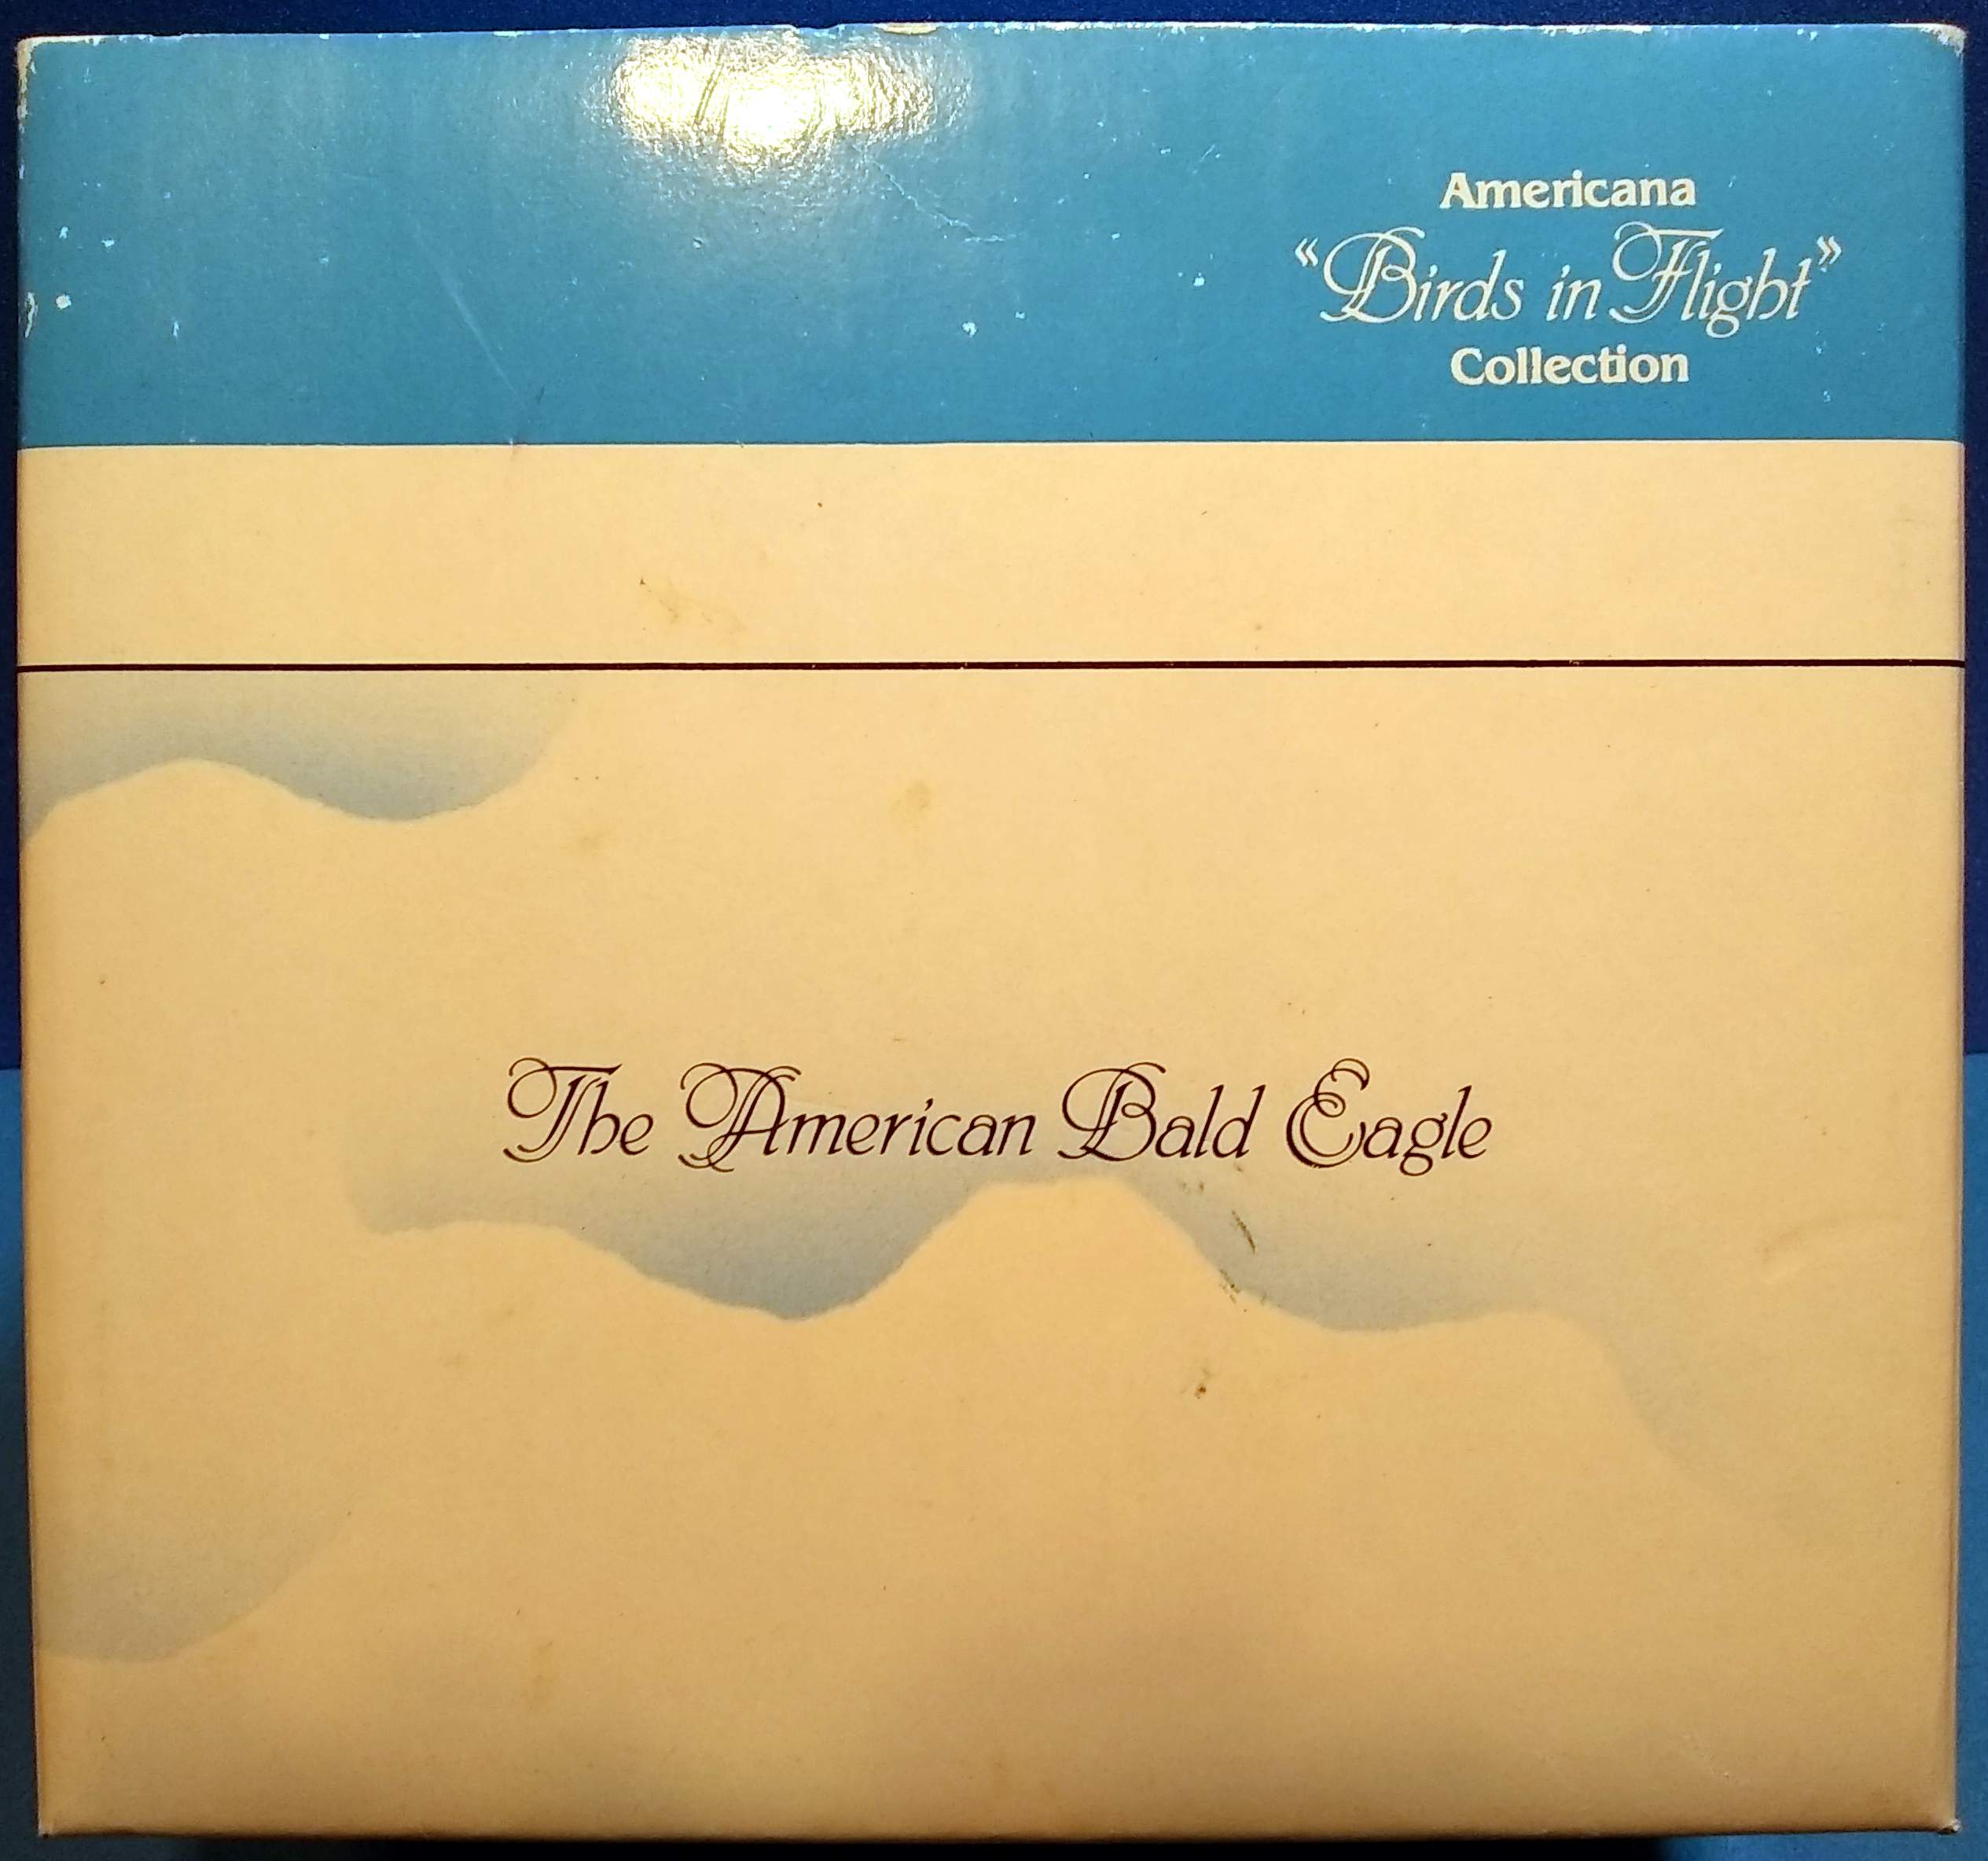 Americana
“Birds in Flight”
Collection
The American Bald Eagle